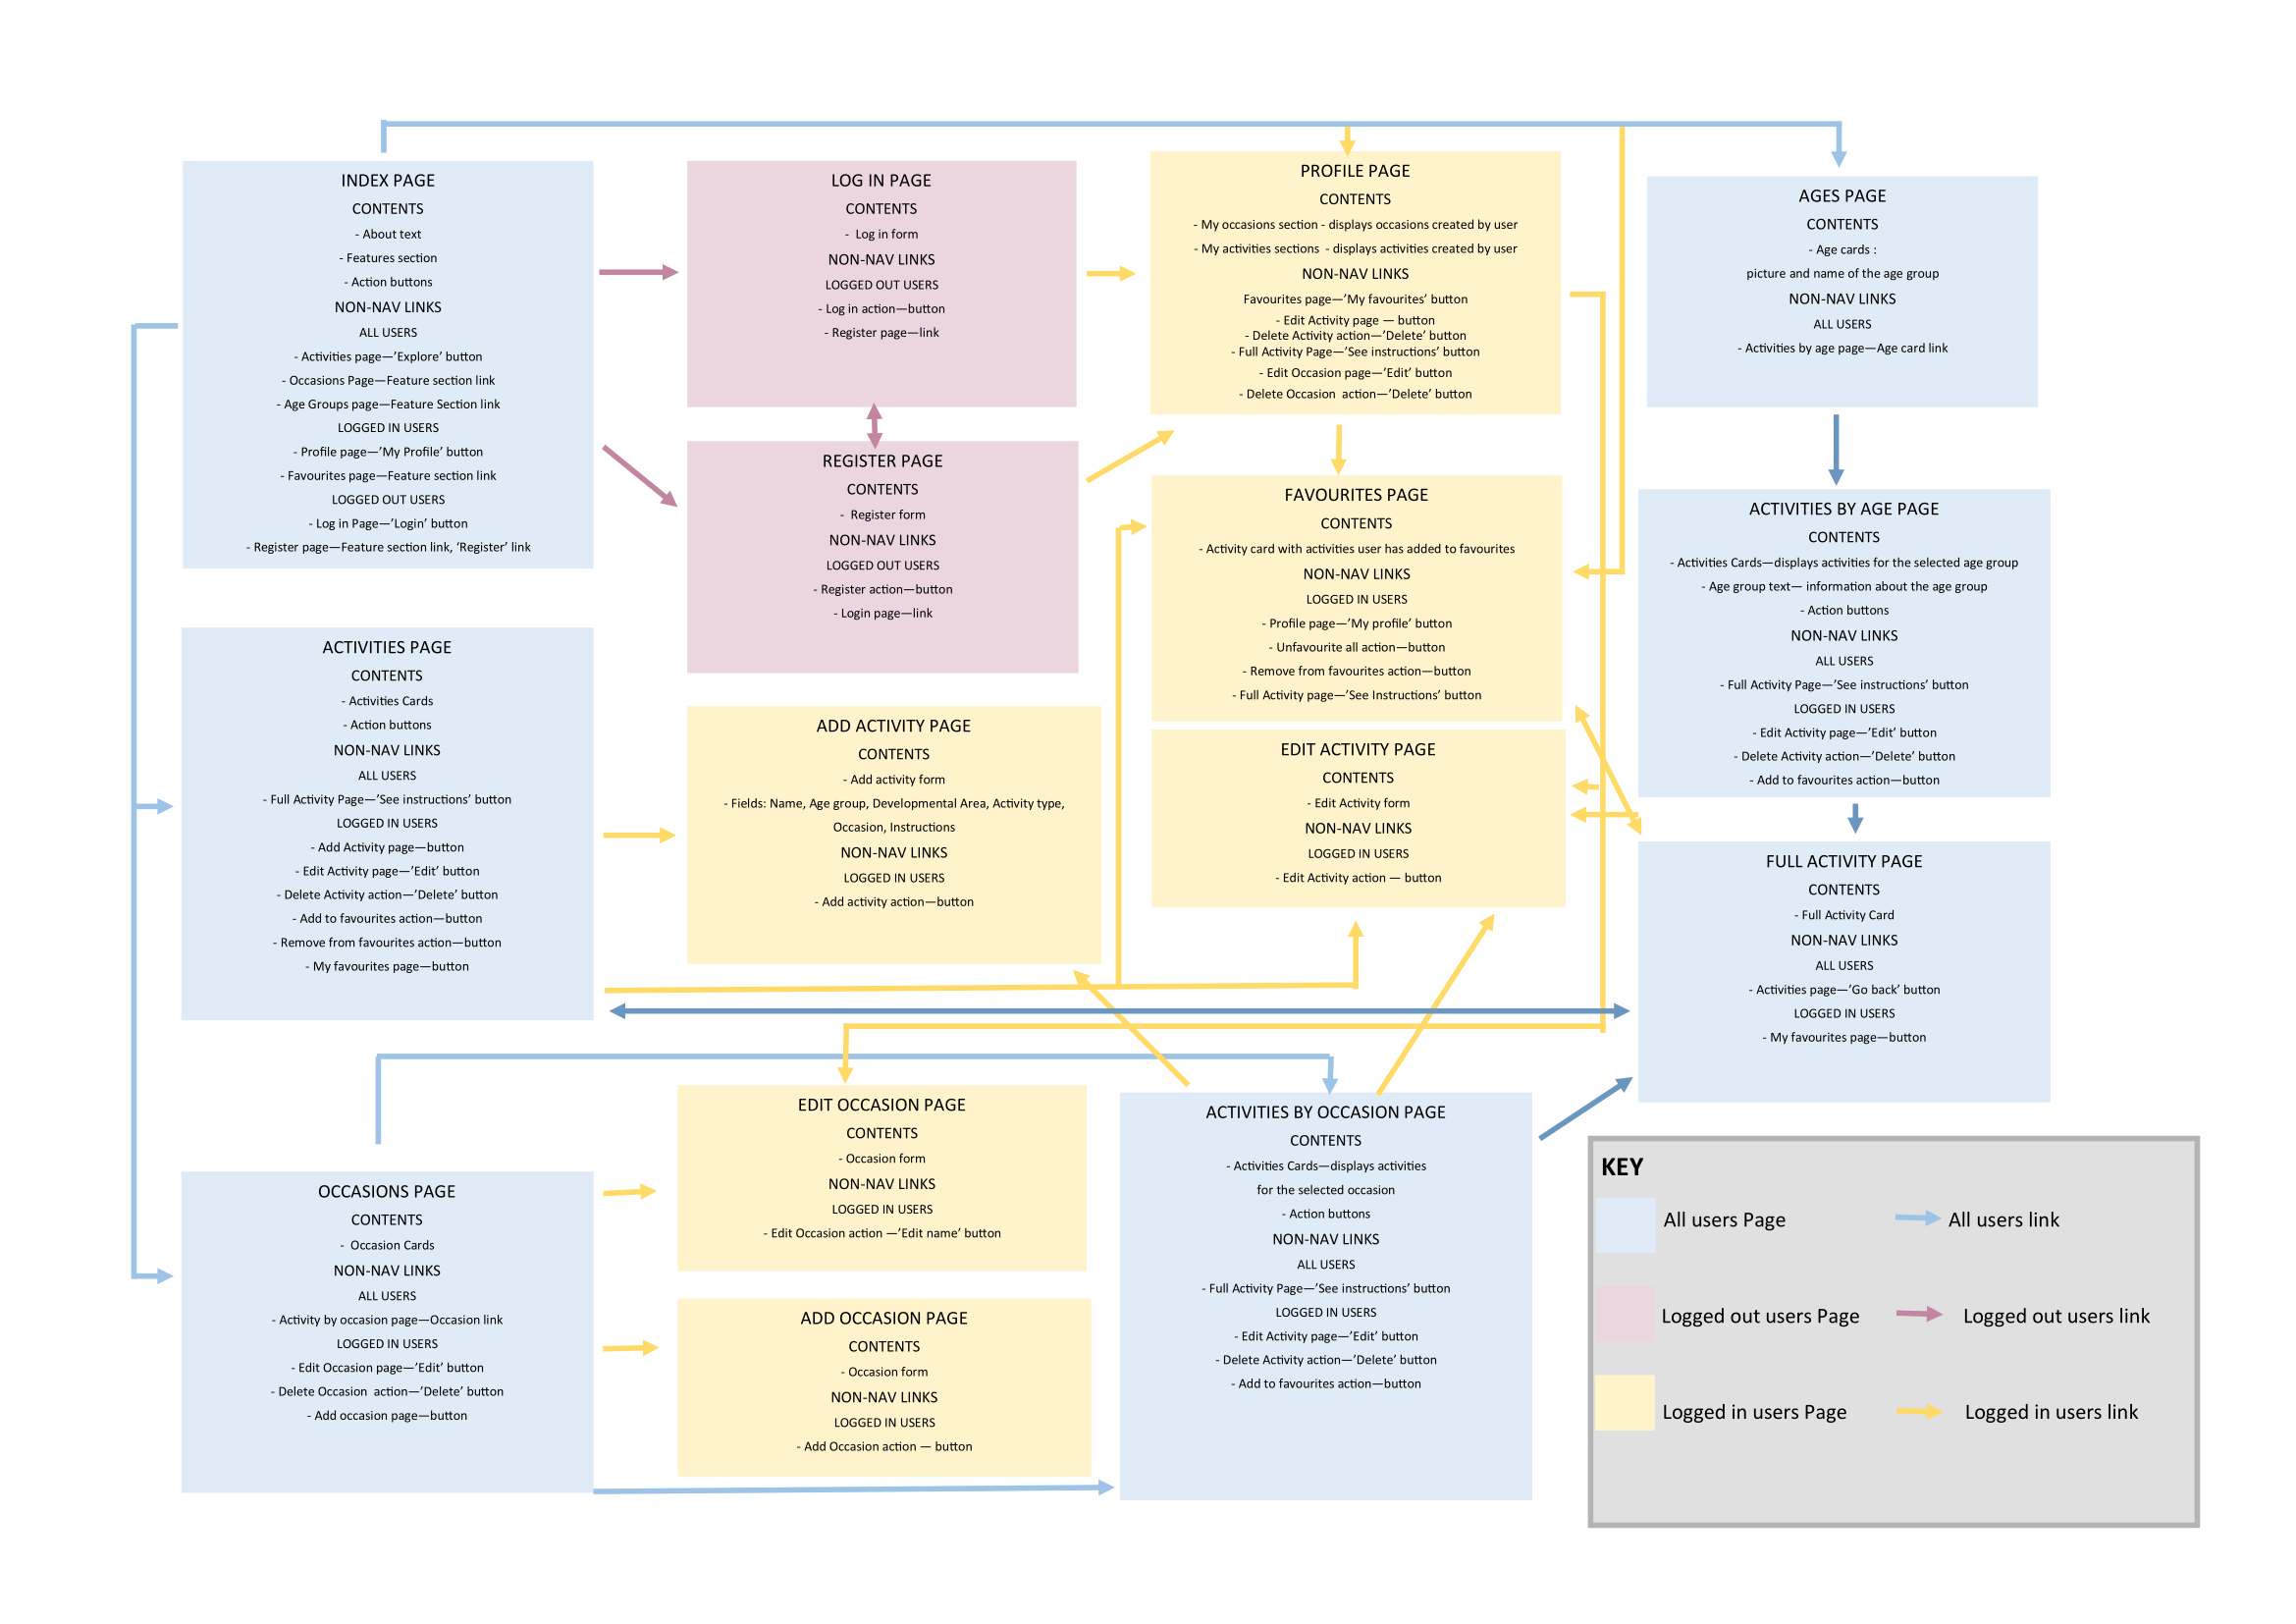 INDEX PAGE
CONTENTS
- About text
- Features section
- Action buttons
NON-NAV LINKS
ALL USERS
- Activities page—’Explore’ button
- Occasions Page—Feature section link
- Age Groups page—Feature Section link
LOGGED IN USERS
- Profile page—’My Profile’ button
- Favourites page—Feature section link
LOGGED OUT USERS
- Log in Page—’Login’ button
- Register page—Feature section link, ‘Register’ link
LOG IN PAGE
CONTENTS
- Log in form
NON-NAV LINKS
LOGGED OUT USERS
- Log in action—button
- Register page—link
PROFILE PAGE
CONTENTS
- My occasions section - displays occasions created by user
- My activities sections - displays activities created by user
NON-NAV LINKS
Favourites page—’My favourites’ button
- Edit Activity page — button
- Delete Activity action—’Delete’ button
- Full Activity Page—’See instructions’ button
- Edit Occasion page—’Edit’ button
- Delete Occasion action—’Delete’ button
AGES PAGE
CONTENTS
- Age cards :
picture and name of the age group
NON-NAV LINKS
ALL USERS
- Activities by age page—Age card link
REGISTER PAGE
CONTENTS
- Register form
NON-NAV LINKS
LOGGED OUT USERS
- Register action—button
- Login page—link
FAVOURITES PAGE
CONTENTS
- Activity card with activities user has added to favourites
NON-NAV LINKS
LOGGED IN USERS
- Profile page—’My profile’ button
- Unfavourite all action—button
- Remove from favourites action—button
- Full Activity page—’See Instructions’ button
ACTIVITIES BY AGE PAGE
CONTENTS
- Activities Cards—displays activities for the selected age group
- Age group text— information about the age group
- Action buttons
NON-NAV LINKS
ALL USERS
- Full Activity Page—’See instructions’ button
LOGGED IN USERS
- Edit Activity page—’Edit’ button
- Delete Activity action—’Delete’ button
- Add to favourites action—button
ACTIVITIES PAGE
CONTENTS
- Activities Cards
- Action buttons
NON-NAV LINKS
ALL USERS
- Full Activity Page—’See instructions’ button
LOGGED IN USERS
- Add Activity page—button
- Edit Activity page—’Edit’ button
- Delete Activity action—’Delete’ button
- Add to favourites action—button
- Remove from favourites action—button
- My favourites page—button
ADD ACTIVITY PAGE
CONTENTS
- Add activity form
- Fields: Name, Age group, Developmental Area, Activity type,
Occasion, Instructions
NON-NAV LINKS
LOGGED IN USERS
- Add activity action—button
EDIT ACTIVITY PAGE
CONTENTS
- Edit Activity form
NON-NAV LINKS
LOGGED IN USERS
- Edit Activity action — button
FULL ACTIVITY PAGE
CONTENTS
- Full Activity Card
NON-NAV LINKS
ALL USERS
- Activities page—’Go back’ button
LOGGED IN USERS
- My favourites page—button
OCCASIONS PAGE
CONTENTS
- Occasion Cards
NON-NAV LINKS
ALL USERS
- Activity by occasion page—Occasion link
LOGGED IN USERS
- Edit Occasion page—’Edit’ button
- Delete Occasion action—’Delete’ button
- Add occasion page—button
EDIT OCCASION PAGE
CONTENTS
- Occasion form
NON-NAV LINKS
LOGGED IN USERS
- Edit Occasion action —’Edit name’ button
ADD OCCASION PAGE
CONTENTS
- Occasion form
NON-NAV LINKS
LOGGED IN USERS
- Add Occasion action — button
ACTIVITIES BY OCCASION PAGE
CONTENTS
- Activities Cards—displays activities
for the selected occasion
- Action buttons
NON-NAV LINKS
ALL USERS
- Full Activity Page—’See instructions’ button
LOGGED IN USERS
- Edit Activity page—’Edit’ button
- Delete Activity action—’Delete’ button
- Add to favourites action—button
KEY
All users Page
All users link
Logged out users Page
Logged out users link
Logged in users Page
Logged in users link